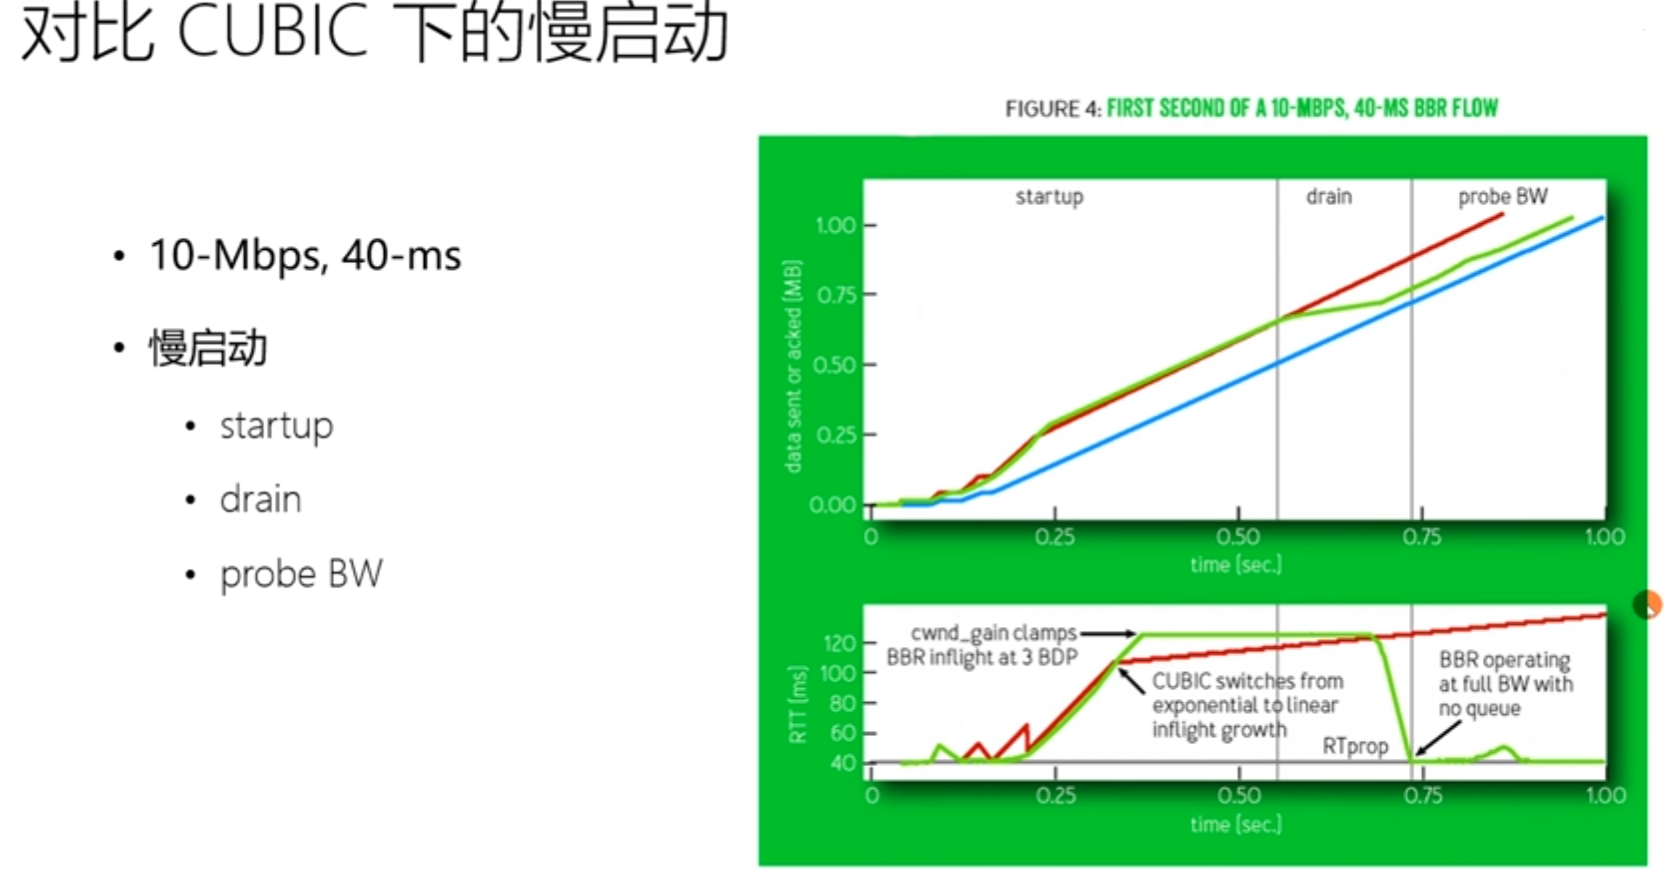 对比 CUBIC 下的慢启动
• 10-Mbps, 40-ms
• 慢启动
• startup
• drain
• probe BW
FIGURE 4: FIRST SECOND OF A 10-MBPS, 40-MS BBR FLOW
startup drain probe BW
data sent or acked (MB)
1.00
0.75
0.50
0.25
0.00
0 0.25 0.50 0.75 1.00
time (sec.)
RTT (ms)
120
100
80
60
40
cwnd_gain clamps
BBR inflight at 3 BDP
CUBIC switches from
exponential to linear
inflight growth
RTprop
BBR operating
at full BW with
no queue
0 0.25 0.50 0.75 1.00
time (sec.)